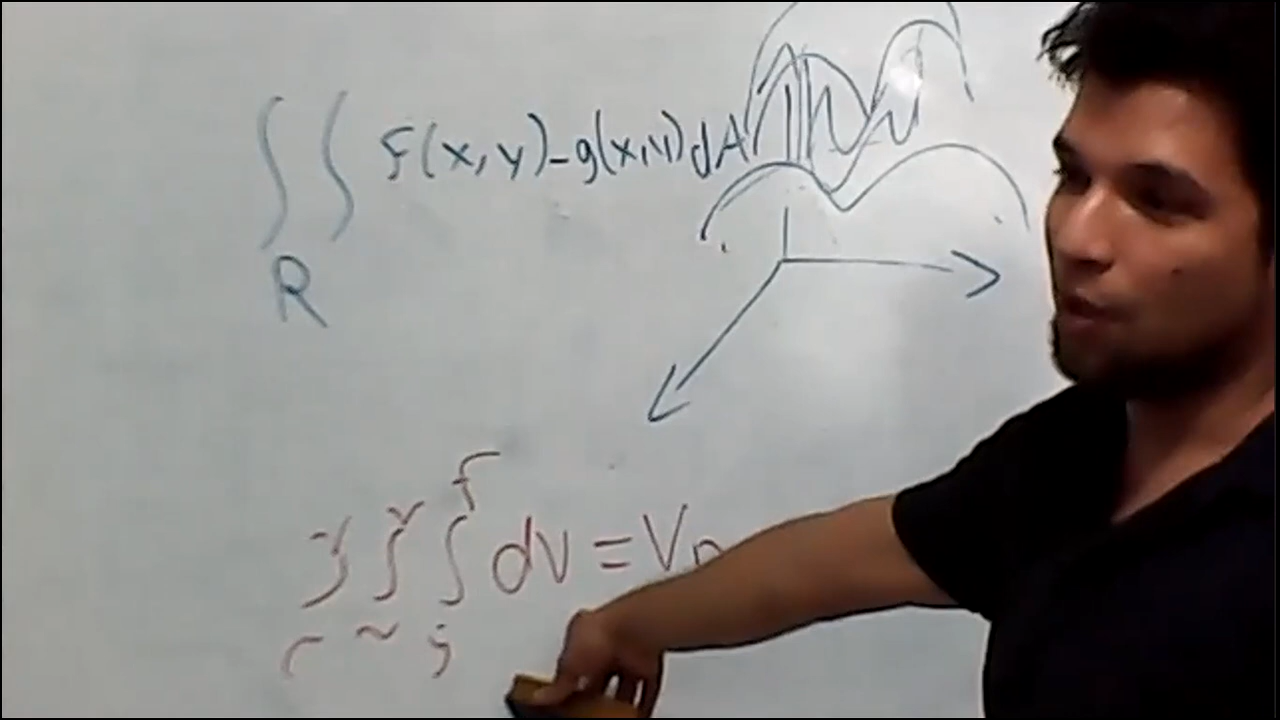 ∫∫ f(x,y)-g(x,y)dA
R
f
∫∫∫ dV = V